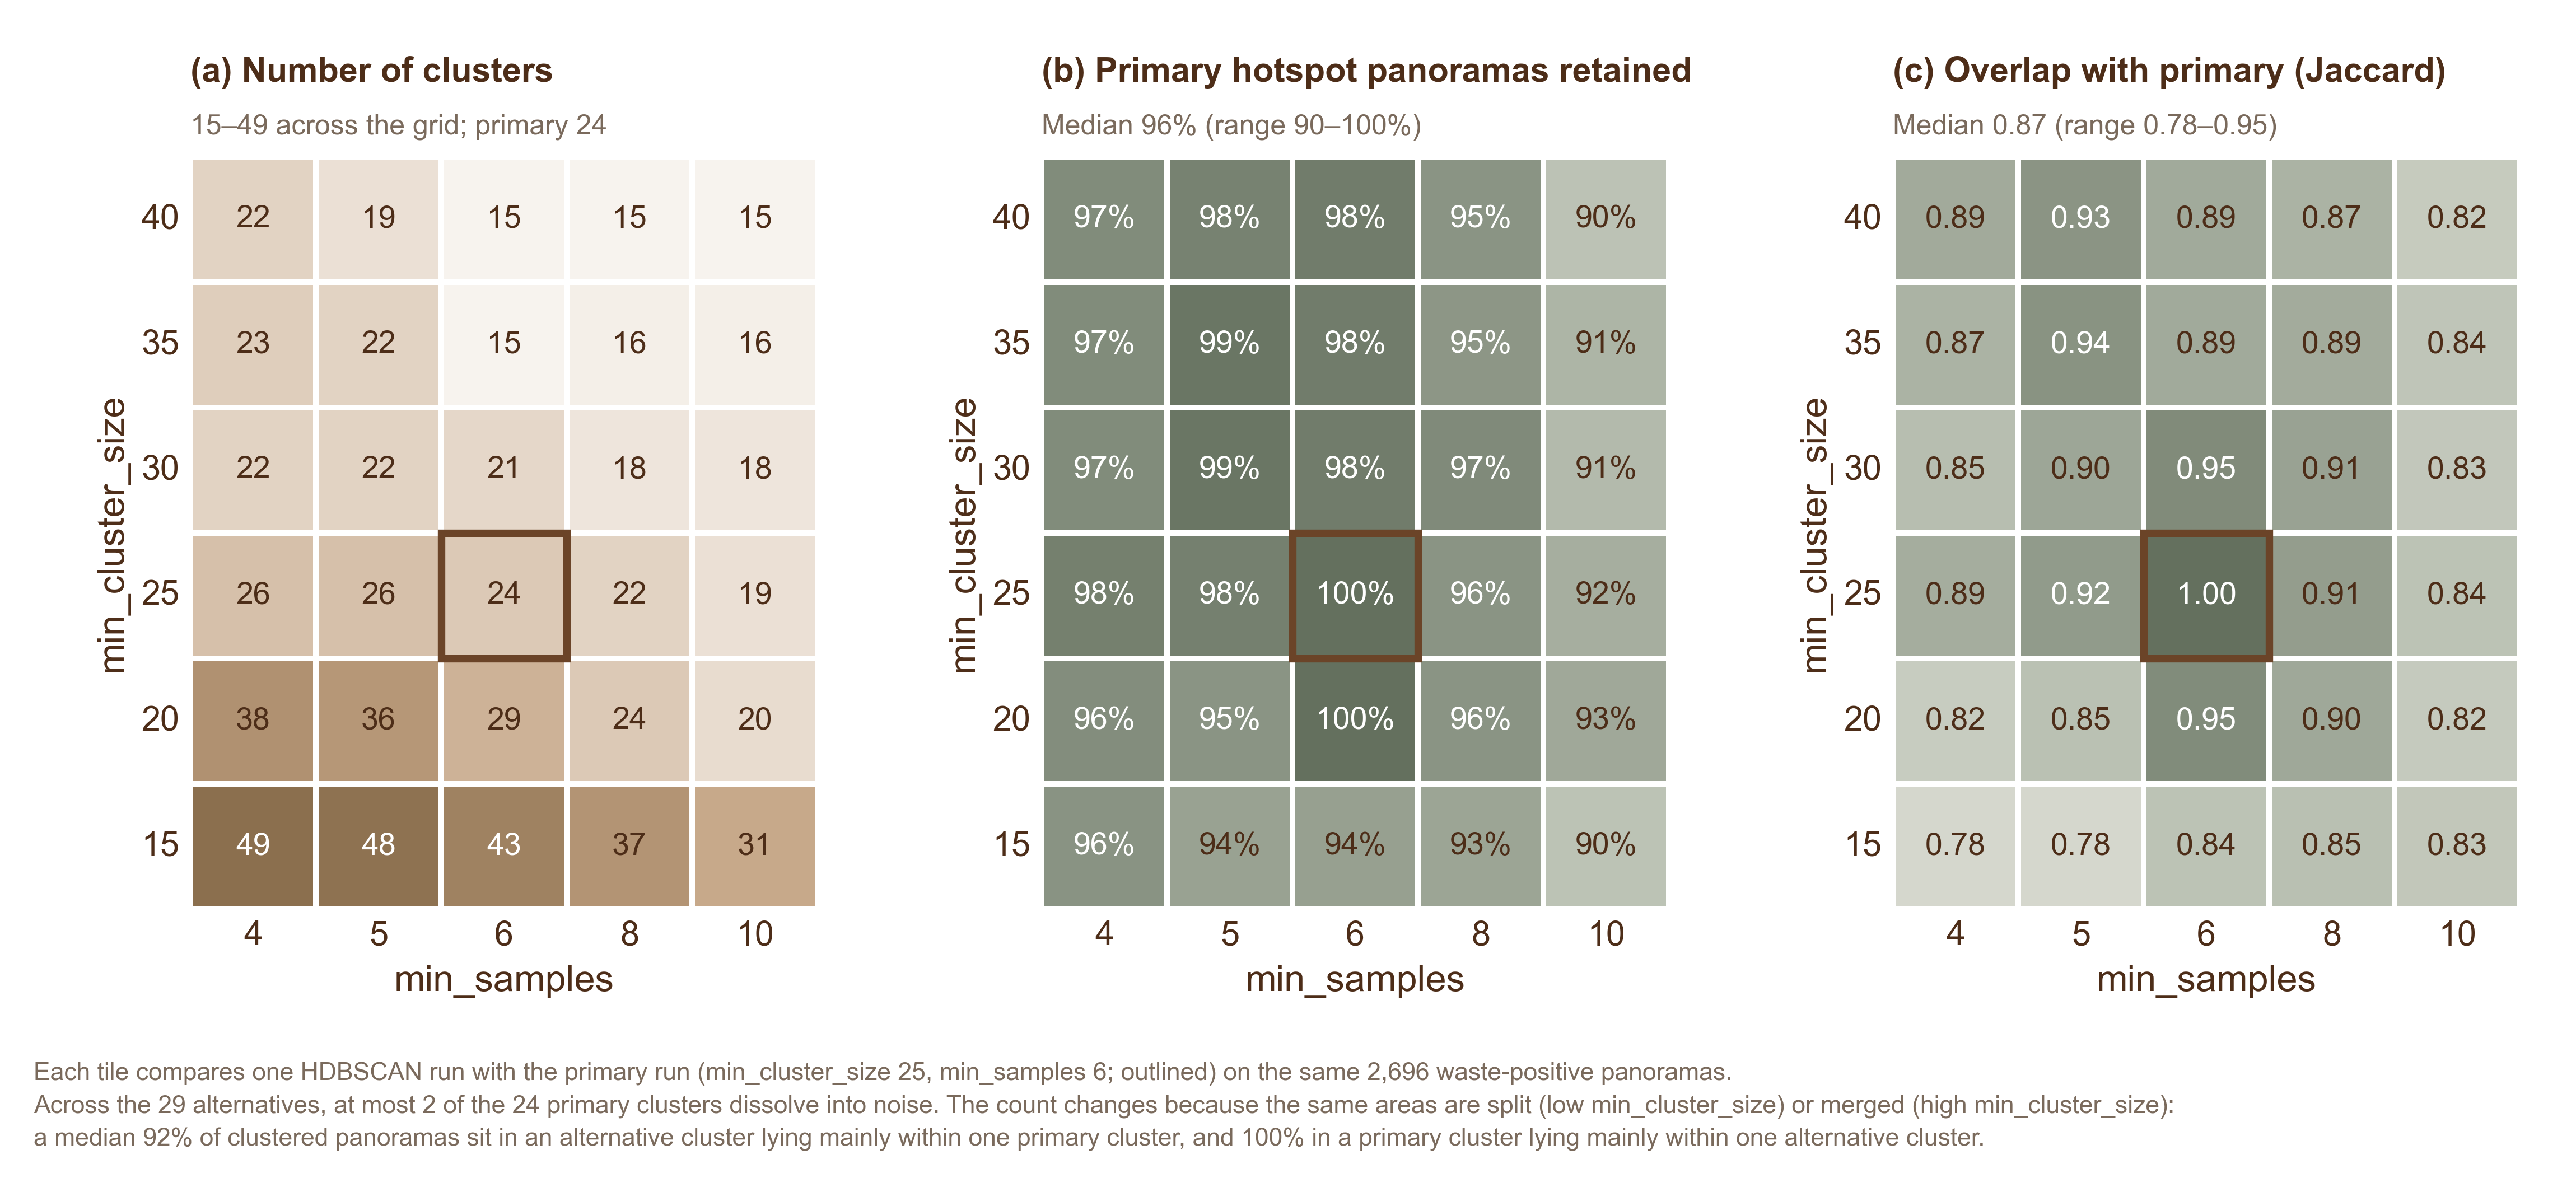 (a) Number of clusters
15–49 across the grid; primary 24
min_cluster_size
40 22 19 15 15 15
35 23 22 15 16 16
30 22 22 21 18 18
25 26 26 24 22 19
20 38 36 29 24 20
15 49 48 43 37 31
4 5 6 8 10
min_samples
(b) Primary hotspot panoramas retained
Median 96% (range 90–100%)
min_cluster_size
40 97% 98% 98% 95% 90%
35 97% 99% 98% 95% 91%
30 97% 99% 98% 97% 91%
25 98% 98% 100% 96% 92%
20 96% 95% 100% 96% 93%
15 96% 94% 94% 93% 90%
4 5 6 8 10
min_samples
(c) Overlap with primary (Jaccard)
Median 0.87 (range 0.78–0.95)
min_cluster_size
40 0.89 0.93 0.89 0.87 0.82
35 0.87 0.94 0.89 0.89 0.84
30 0.85 0.90 0.95 0.91 0.83
25 0.89 0.92 1.00 0.91 0.84
20 0.82 0.85 0.95 0.90 0.82
15 0.78 0.78 0.84 0.85 0.83
4 5 6 8 10
min_samples
Each tile compares one HDBSCAN run with the primary run (min_cluster_size 25, min_samples 6; outlined) on the same 2,696 waste-positive panoramas.
Across the 29 alternatives, at most 2 of the 24 primary clusters dissolve into noise. The count changes because the same areas are split (low min_cluster_size) or merged (high min_cluster_size):
a median 92% of clustered panoramas sit in an alternative cluster lying mainly within one primary cluster, and 100% in a primary cluster lying mainly within one alternative cluster.